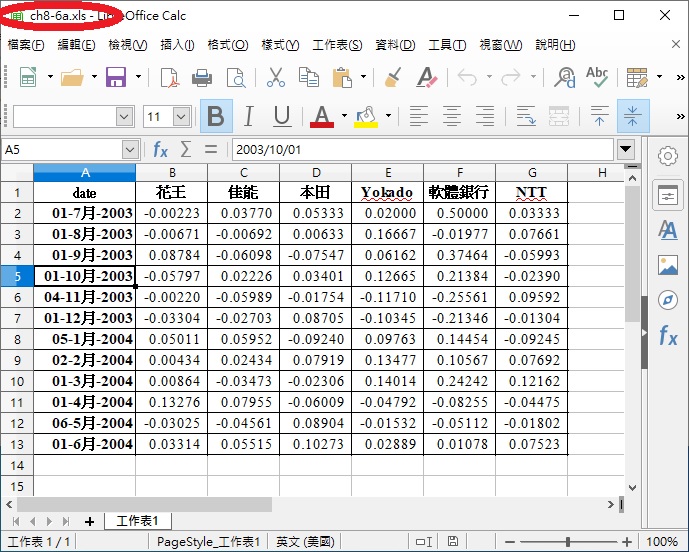 ch8-6a.xls - LibreOffice Calc
檔案(F) 編輯(E) 檢視(V) 插入(I) 格式(O) 樣式(Y) 工作表(S) 資料(D) 工具(T) 視窗(W) 說明(H)
Abc
11 B I U A
A5 fx Σ = 2003/10/01
A B C D E F G H
1 date 花王 佳能 本田 Yokado 軟體銀行 NTT
2 01-7月-2003 -0.00223 0.03770 0.05333 0.02000 0.50000 0.03333
3 01-8月-2003 -0.00671 -0.00692 0.00633 0.16667 -0.01977 0.07661
4 01-9月-2003 0.08784 -0.06098 -0.07547 0.06162 0.37464 -0.05993
5 01-10月-2003 -0.05797 0.02226 0.03401 0.12665 0.21384 -0.02390
6 04-11月-2003 -0.00220 -0.05989 -0.01754 -0.11710 -0.25561 0.09592
7 01-12月-2003 -0.03304 -0.02703 0.08705 -0.10345 -0.21346 -0.01304
8 05-1月-2004 0.05011 0.05952 -0.09240 0.09763 0.14454 -0.09245
9 02-2月-2004 0.00434 0.02434 0.07919 0.13477 0.10567 0.07692
10 01-3月-2004 0.00864 -0.03473 -0.02306 0.14014 0.24242 0.12162
11 01-4月-2004 0.13276 0.07955 -0.06009 -0.04792 -0.08255 -0.04475
12 06-5月-2004 -0.03025 -0.04561 0.08904 -0.01532 -0.05112 -0.01802
13 01-6月-2004 0.03314 0.05515 0.10273 0.02889 0.01078 0.07523
14
15
fx
工作表1
工作表 1 / 1 PageStyle_工作表1 英文 (美國) 100%